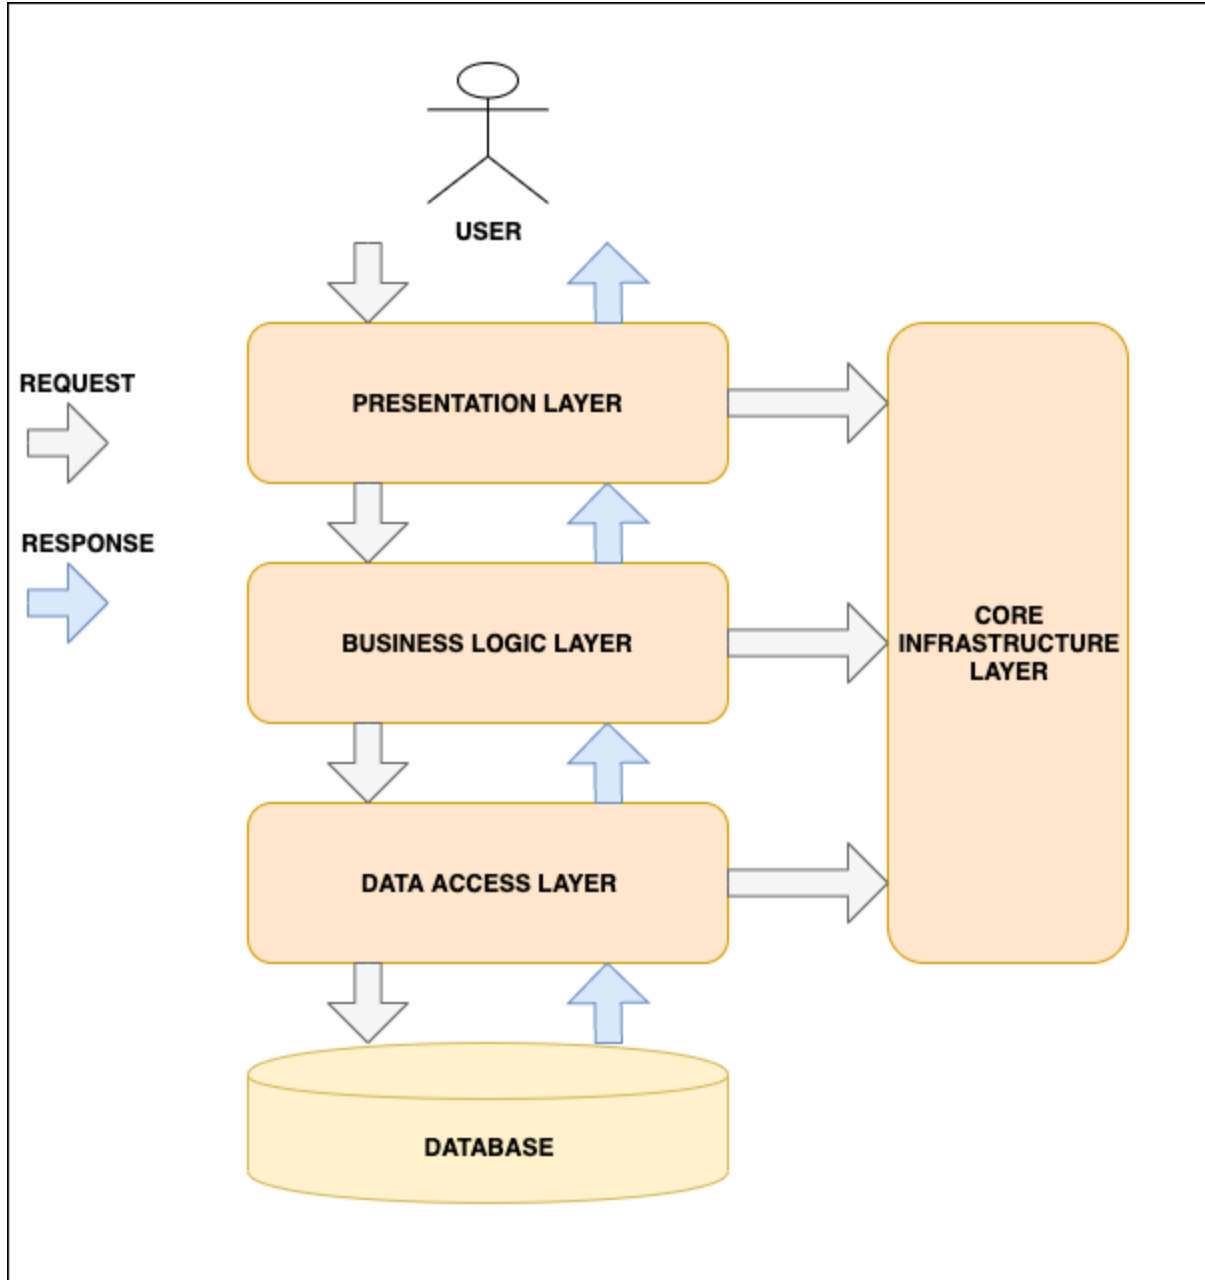 USER
REQUEST
PRESENTATION LAYER
RESPONSE
BUSINESS LOGIC LAYER
CORE
INFRASTRUCTURE
LAYER
DATA ACCESS LAYER
DATABASE